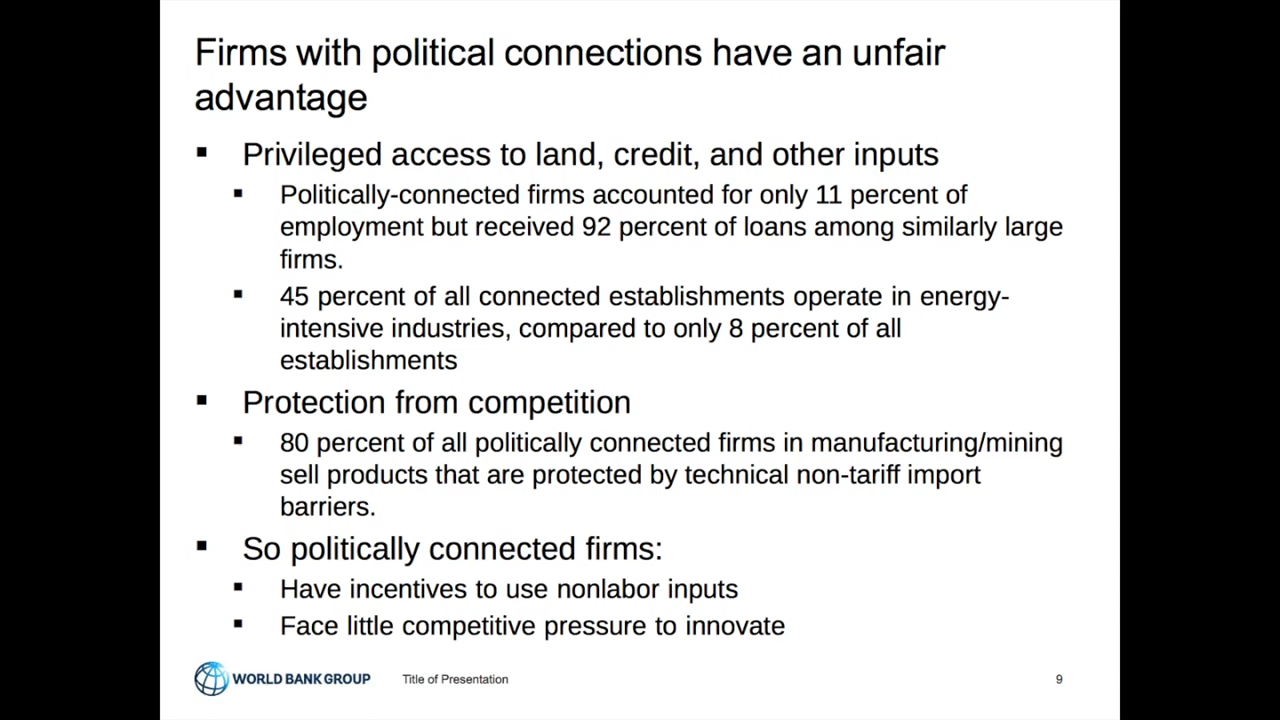 Firms with political connections have an unfair
advantage
▪ Privileged access to land, credit, and other inputs
▪ Politically-connected firms accounted for only 11 percent of
employment but received 92 percent of loans among similarly large
firms.
▪ 45 percent of all connected establishments operate in energy-
intensive industries, compared to only 8 percent of all
establishments
▪ Protection from competition
▪ 80 percent of all politically connected firms in manufacturing/mining
sell products that are protected by technical non-tariff import
barriers.
▪ So politically connected firms:
▪ Have incentives to use nonlabor inputs
▪ Face little competitive pressure to innovate
WORLD BANK GROUP Title of Presentation 9